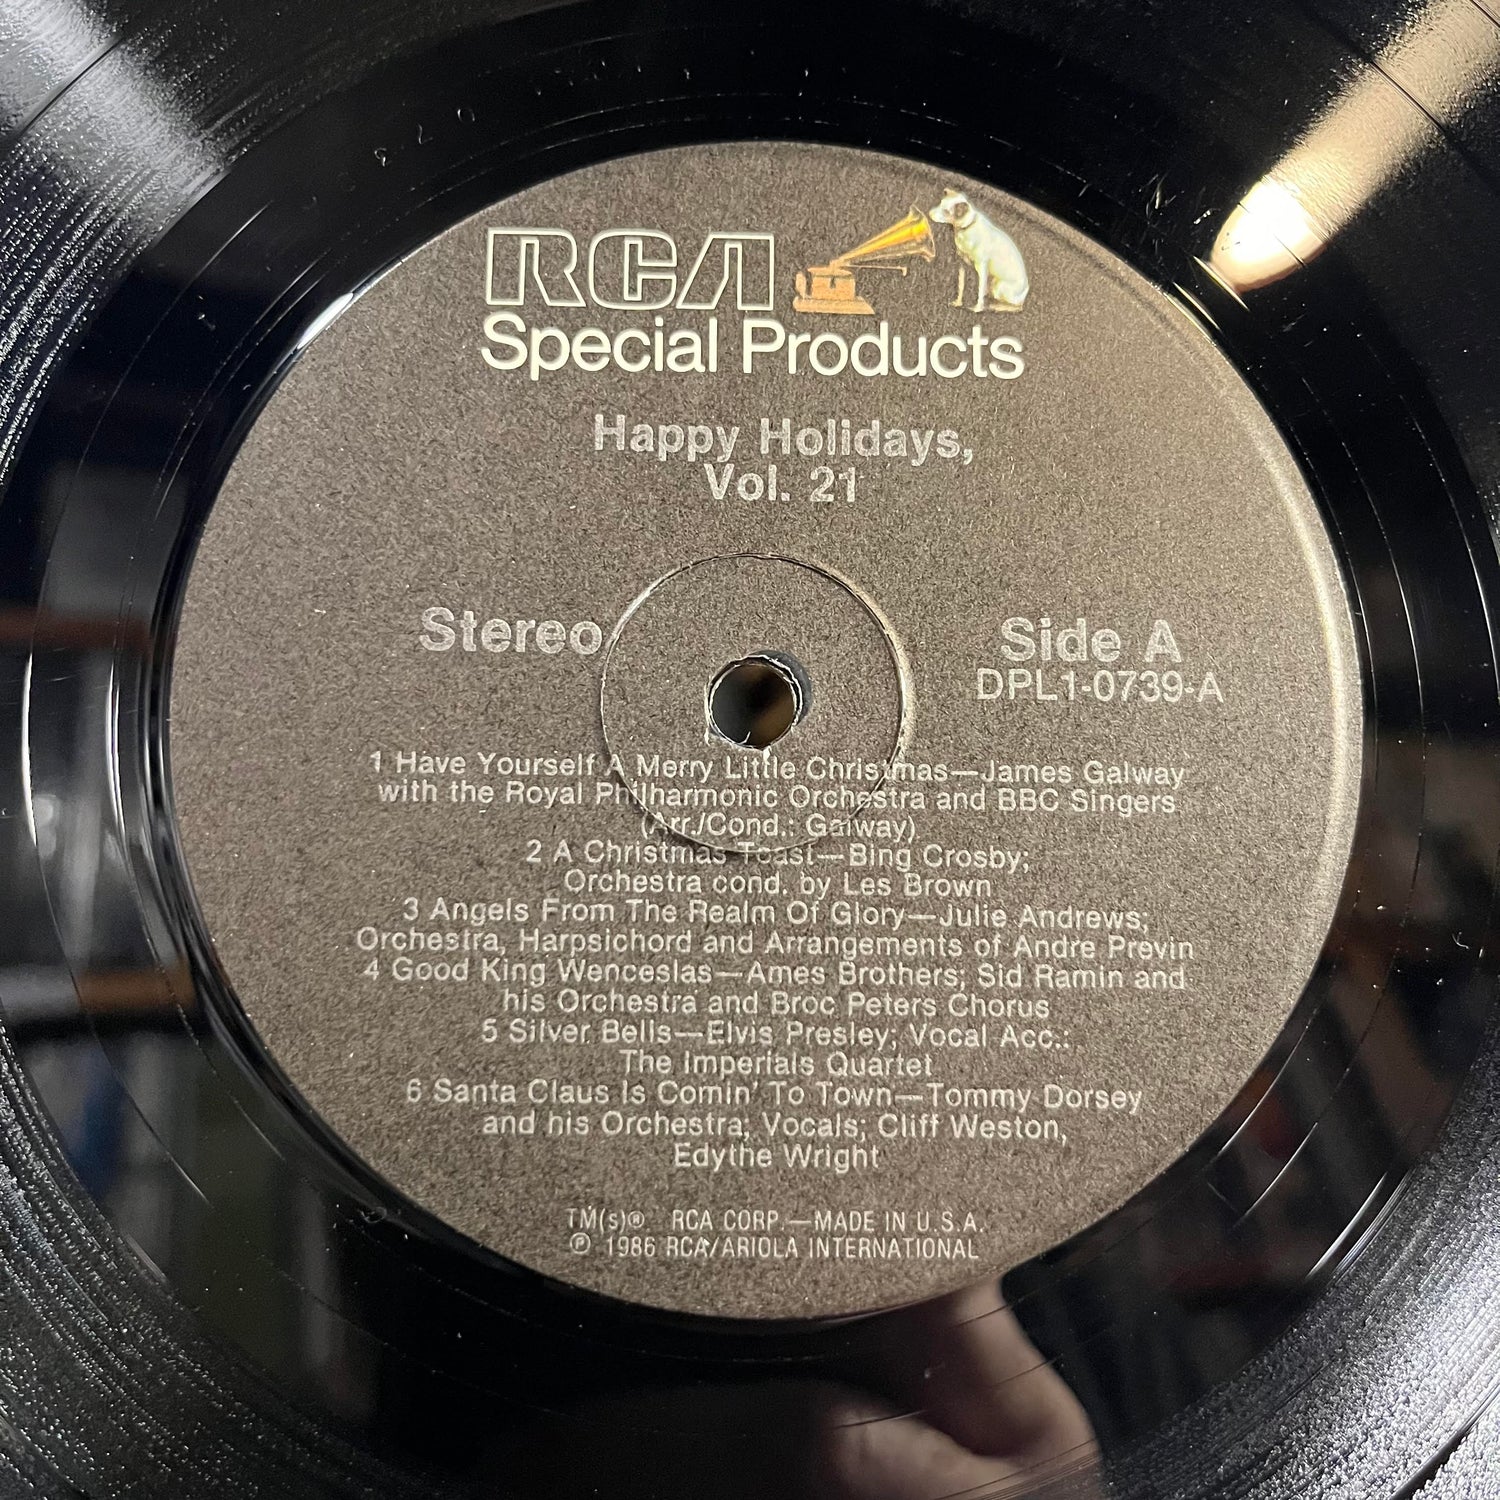 RCA
Special Products
Happy Holidays,
Vol. 21
Stereo
Side A
DPL1-0739-A
1 Have Yourself A Merry Little Christmas—James Galway
with the Royal Philharmonic Orchestra and BBC Singers
(Arr./Cond.: Galway)
2 A Christmas Toast—Bing Crosby;
Orchestra cond. by Les Brown
3 Angels From The Realm Of Glory—Julie Andrews;
Orchestra, Harpsichord and Arrangements of Andre Previn
4 Good King Wenceslas—Ames Brothers; Sid Ramin and
his Orchestra and Broc Peters Chorus
5 Silver Bells—Elvis Presley; Vocal Acc.:
The Imperials Quartet
6 Santa Claus Is Comin' To Town—Tommy Dorsey
and his Orchestra; Vocals; Cliff Weston,
Edythe Wright
TM(s)® RCA CORP.—MADE IN U.S.A.
℗ 1986 RCA/ARIOLA INTERNATIONAL